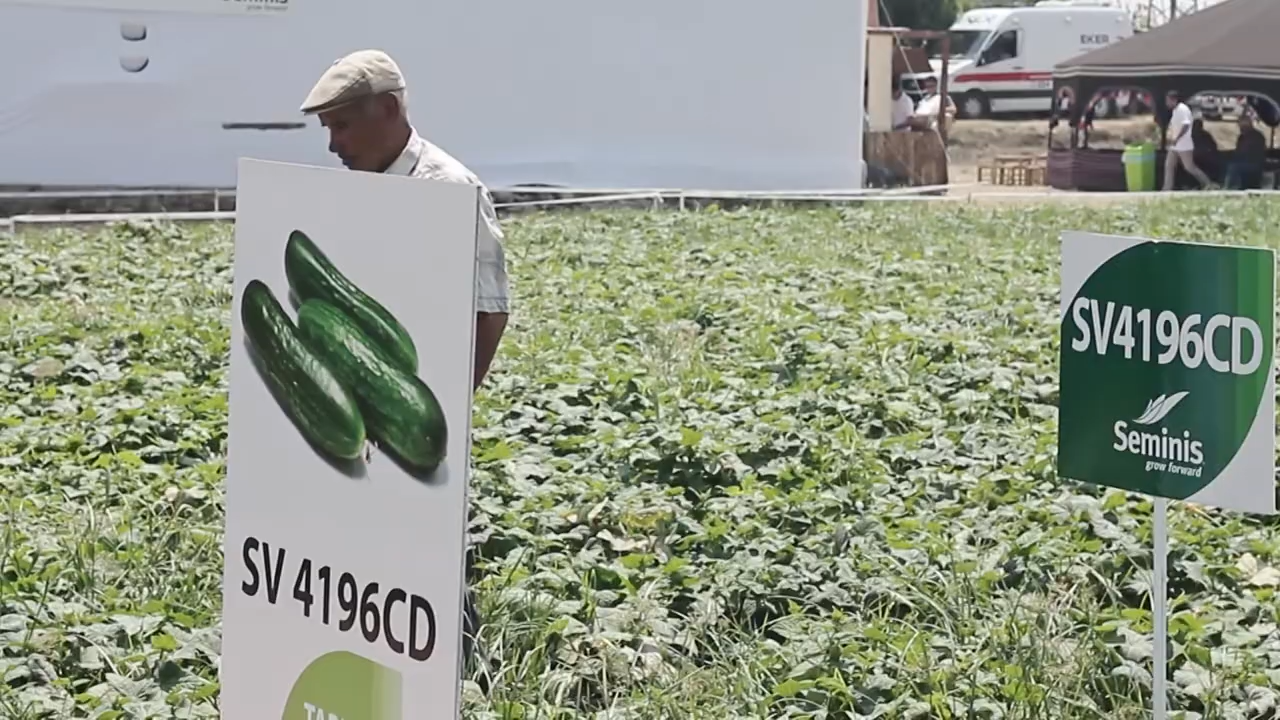 Seminis
grow forward
EKER
SV 4196CD
SV4196CD
Seminis
grow forward